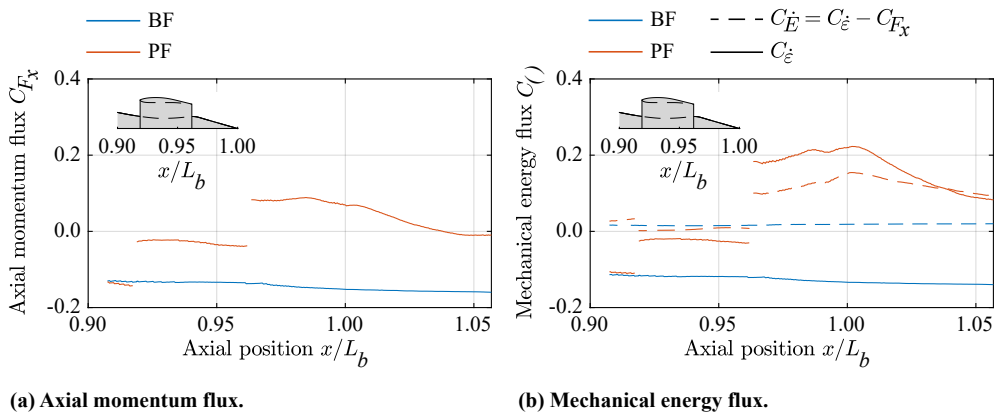 BF
PF
Axial momentum flux C_{F_x}
0.4
0.2
0.0
-0.2
0.90 0.95 1.00
x/L_b
0.90 0.95 1.00 1.05
Axial position x/L_b
(a) Axial momentum flux.
BF C_{\dot{E}} = C_{\dot{ε}} − C_{F_x}
PF C_{\dot{ε}}
Mechanical energy flux C_{()}
0.4
0.2
0.0
-0.2
0.90 0.95 1.00
x/L_b
0.90 0.95 1.00 1.05
Axial position x/L_b
(b) Mechanical energy flux.